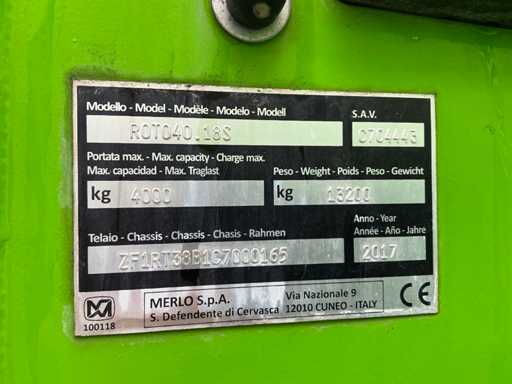 Modello - Model - Modèle - Modelo - Modell
S.A.V.
ROTO40.18S
C704443
Portata max. - Max. capacity - Charge max.
Max. capacidad - Max. Traglast
Peso - Weight - Poids - Peso - Gewicht
kg 4000
kg 13200
Telaio - Chassis - Chassis - Chasis - Rahmen
Anno - Year
Année - Año - Jahre
ZF1RT38B1C7000165
2017
100118
MERLO S.p.A.
S. Defendente di Cervasca
Via Nazionale 9
12010 CUNEO - ITALY
CE